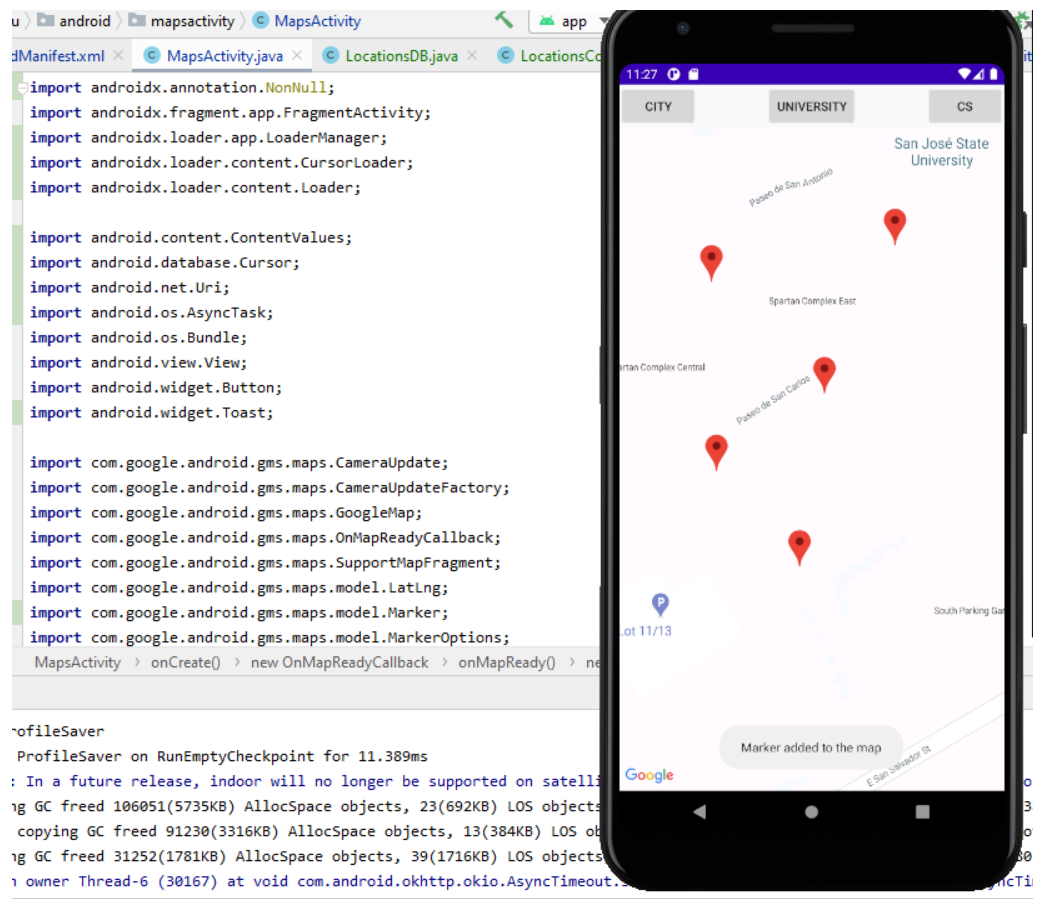 u android mapsactivity MapsActivity app
dManifest.xml MapsActivity.java LocationsDB.java LocationsCo
import androidx.annotation.NonNull;
import androidx.fragment.app.FragmentActivity;
import androidx.loader.app.LoaderManager;
import androidx.loader.content.CursorLoader;
import androidx.loader.content.Loader;
import android.content.ContentValues;
import android.database.Cursor;
import android.net.Uri;
import android.os.AsyncTask;
import android.os.Bundle;
import android.view.View;
import android.widget.Button;
import android.widget.Toast;
import com.google.android.gms.maps.CameraUpdate;
import com.google.android.gms.maps.CameraUpdateFactory;
import com.google.android.gms.maps.GoogleMap;
import com.google.android.gms.maps.OnMapReadyCallback;
import com.google.android.gms.maps.SupportMapFragment;
import com.google.android.gms.maps.model.LatLng;
import com.google.android.gms.maps.model.Marker;
import com.google.android.gms.maps.model.MarkerOptions;
MapsActivity > onCreate() > new OnMapReadyCallback > onMapReady() > ne
rofileSaver
ProfileSaver on RunEmptyCheckpoint for 11.389ms
: In a future release, indoor will no longer be supported on satelli
ng GC freed 106051(5735KB) AllocSpace objects, 23(692KB) LOS objects
copying GC freed 91230(3316KB) AllocSpace objects, 13(384KB) LOS ob
ng GC freed 31252(1781KB) AllocSpace objects, 39(1716KB) LOS objects
n owner Thread-6 (30167) at void com.android.okhttp.okio.AsyncTimeout.
11:27
CITY UNIVERSITY CS
San José State
University
Paseo de San Antonio
Spartan Complex East
artan Complex Central
Paseo de San Carlos
P
Lot 11/13
South Parking Gar
Marker added to the map
E San Salvador St
Google